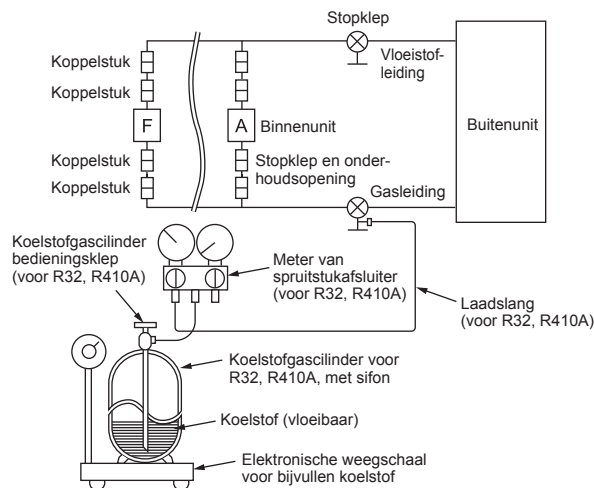 Stopklep
Koppelstuk
Vloeistof-
leiding
Koppelstuk
F
A
Binnenunit
Buitenunit
Koppelstuk
Stopklep en onder-
houdsopening
Koppelstuk
Gasleiding
Koelstofgascilinder
bedieningsklep
(voor R32, R410A)
Meter van
spruitstukafsluiter
(voor R32, R410A)
Laadslang
(voor R32, R410A)
Koelstofgascilinder voor
R32, R410A, met sifon
Koelstof (vloeibaar)
Elektronische weegschaal
voor bijvullen koelstof